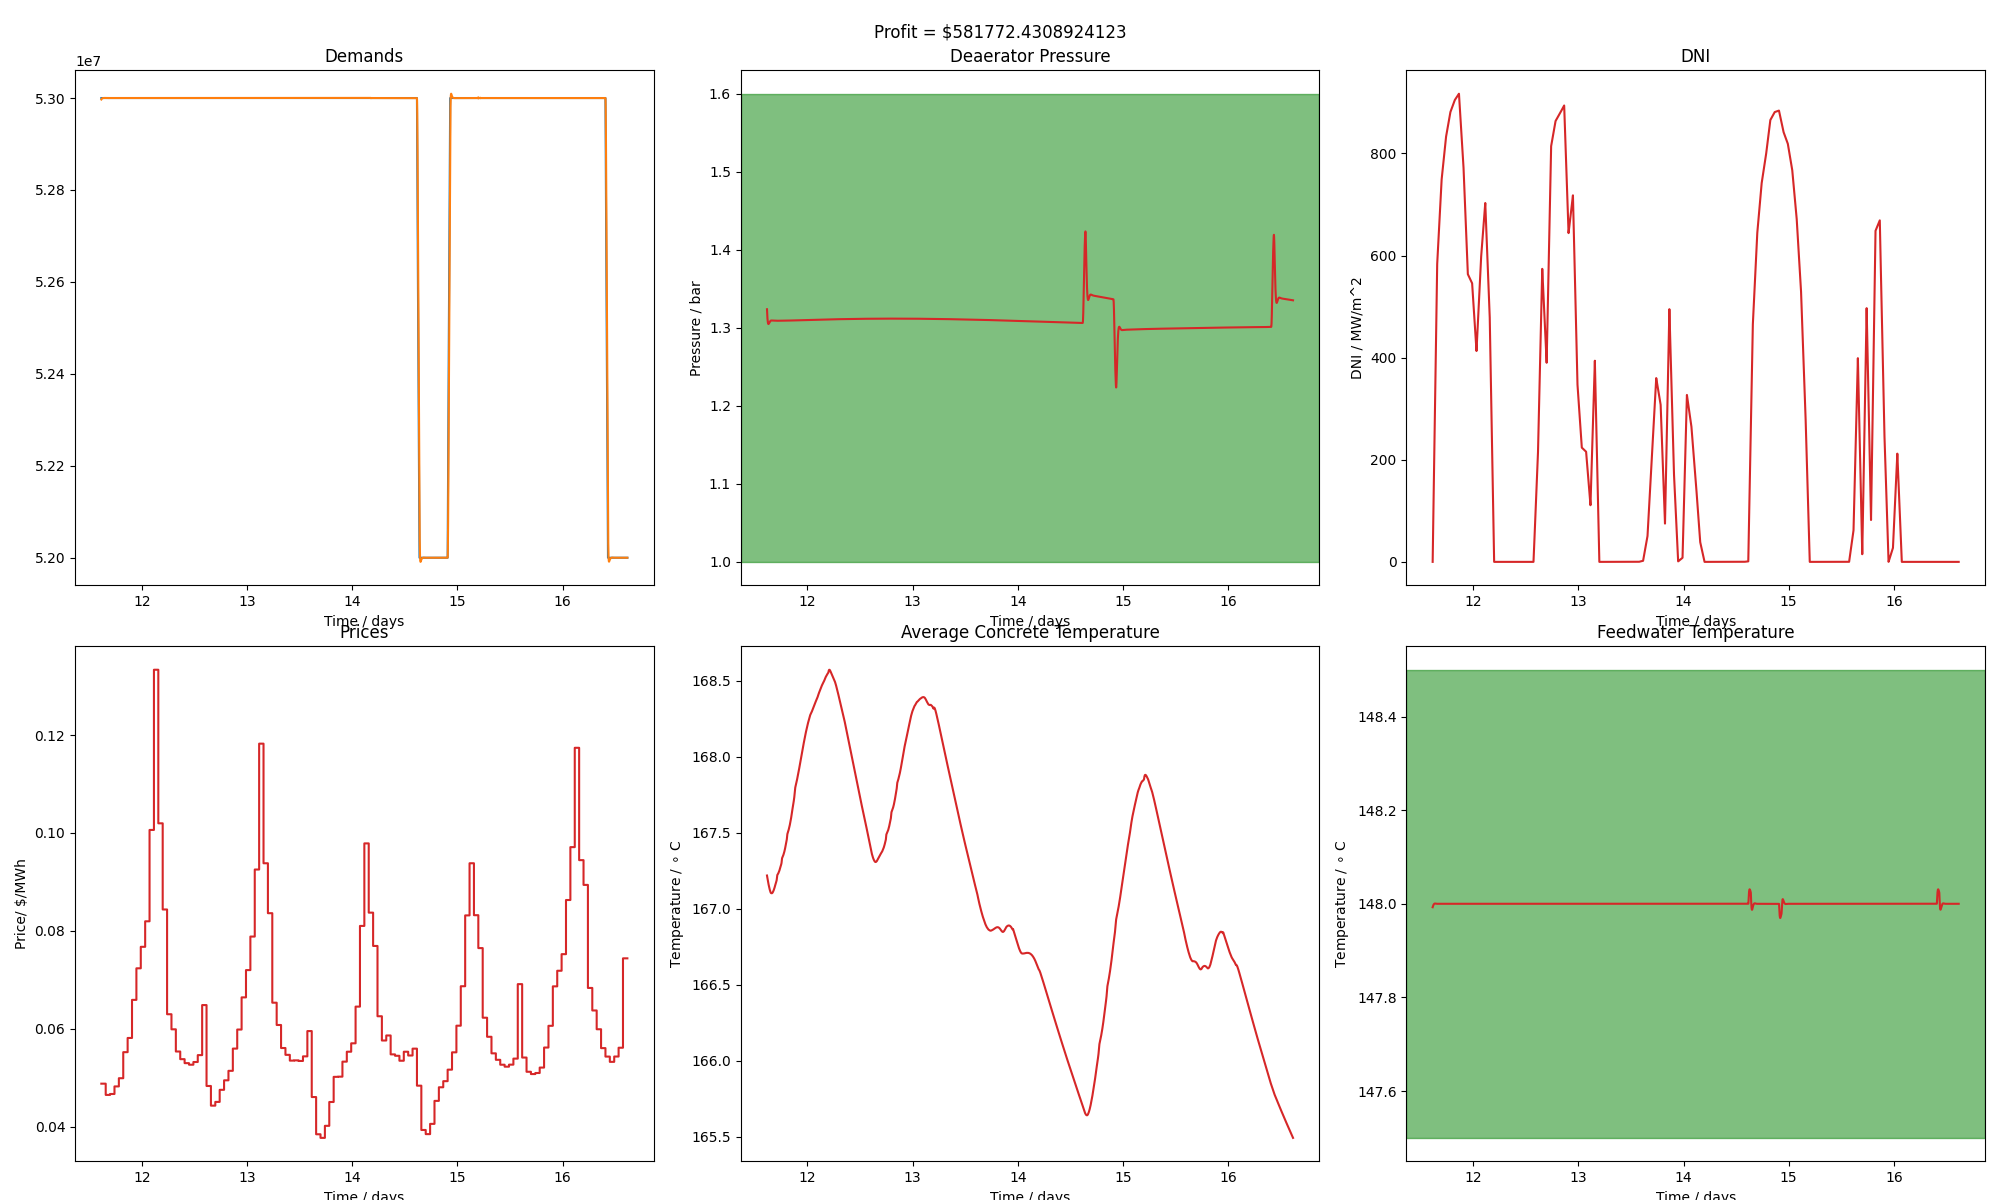 Profit = $581772.4308924123
Demands
1e7
5.30
5.28
5.26
5.24
5.22
5.20
12 13 14 15 16
Time / days
Deaerator Pressure
Pressure / bar
1.6
1.5
1.4
1.3
1.2
1.1
1.0
12 13 14 15 16
Time / days
DNI
DNI / MW/m^2
800
600
400
200
0
12 13 14 15 16
Time / days
Prices
Price/ $/MWh
0.12
0.10
0.08
0.06
0.04
12 13 14 15 16
Time / days
Average Concrete Temperature
Temperature / ∘ C
168.5
168.0
167.5
167.0
166.5
166.0
165.5
12 13 14 15 16
Time / days
Feedwater Temperature
Temperature / ∘ C
148.4
148.2
148.0
147.8
147.6
12 13 14 15 16
Time / days